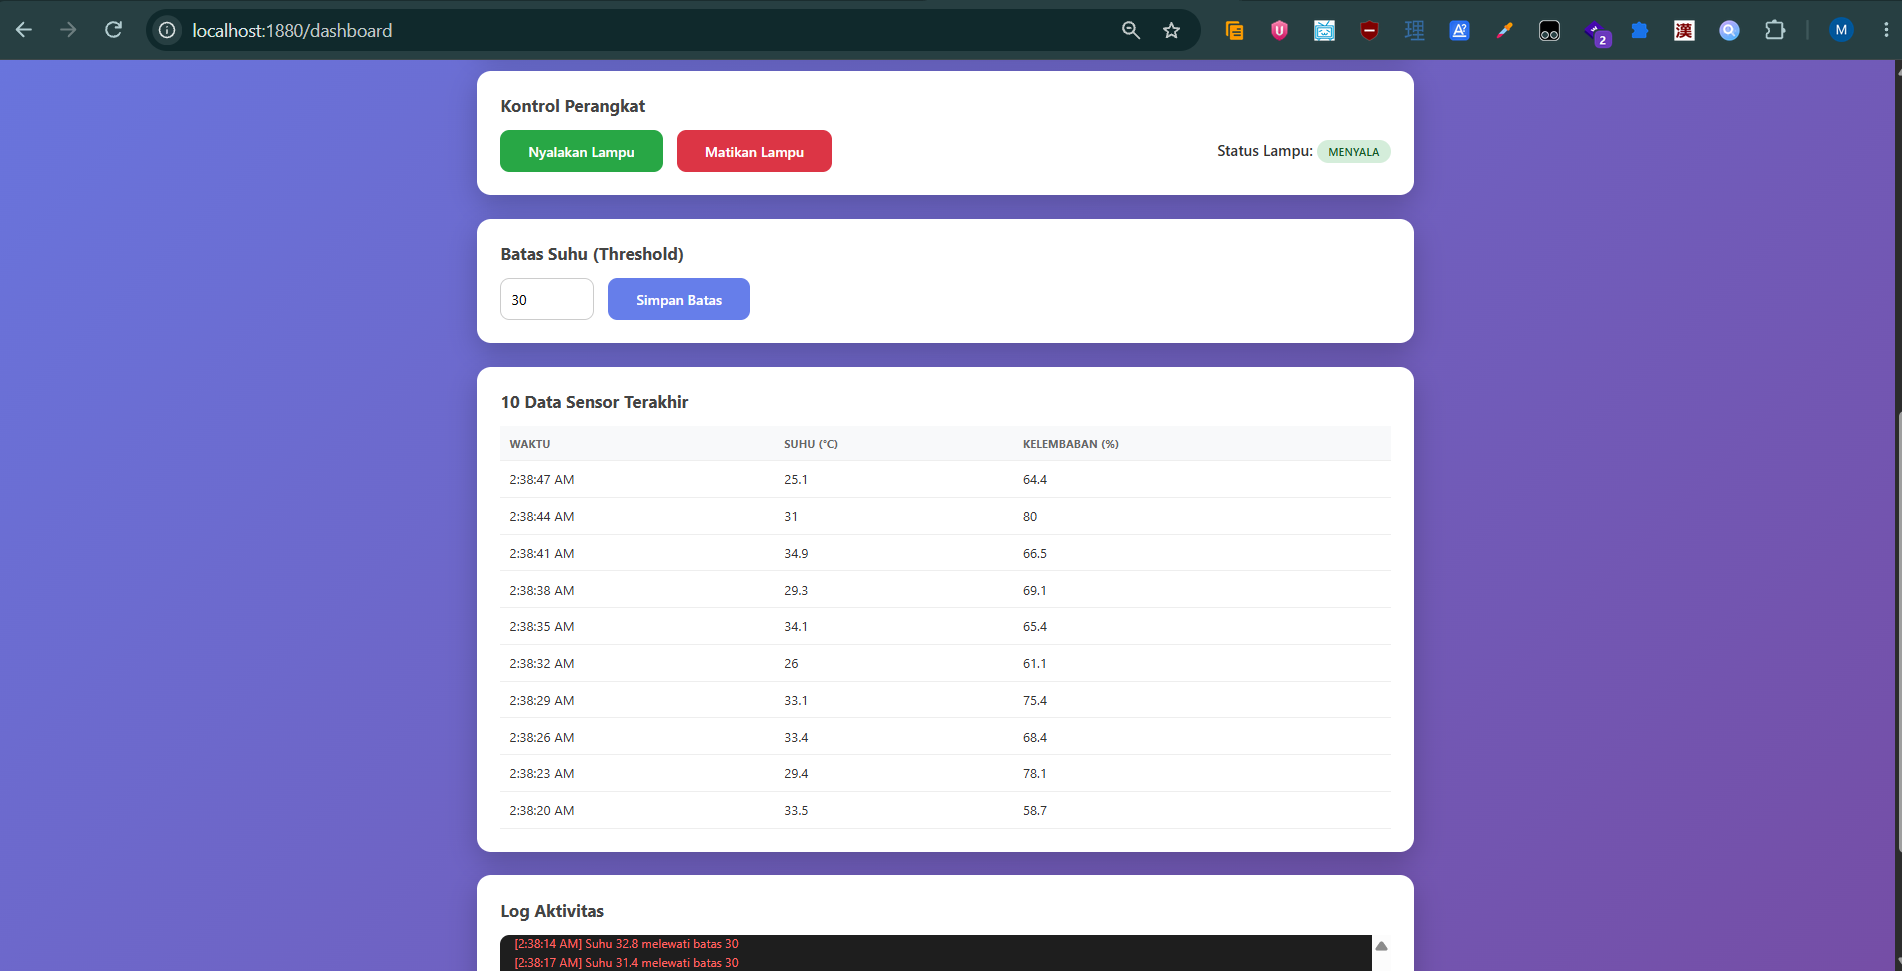 localhost:1880/dashboard
2
M
Kontrol Perangkat
Nyalakan Lampu Matikan Lampu Status Lampu: MENYALA
Batas Suhu (Threshold)
30 Simpan Batas
10 Data Sensor Terakhir
WAKTU SUHU (°C) KELEMBABAN (%)
2:38:47 AM 25.1 64.4
2:38:44 AM 31 80
2:38:41 AM 34.9 66.5
2:38:38 AM 29.3 69.1
2:38:35 AM 34.1 65.4
2:38:32 AM 26 61.1
2:38:29 AM 33.1 75.4
2:38:26 AM 33.4 68.4
2:38:23 AM 29.4 78.1
2:38:20 AM 33.5 58.7
Log Aktivitas
[2:38:14 AM] Suhu 32.8 melewati batas 30
[2:38:17 AM] Suhu 31.4 melewati batas 30